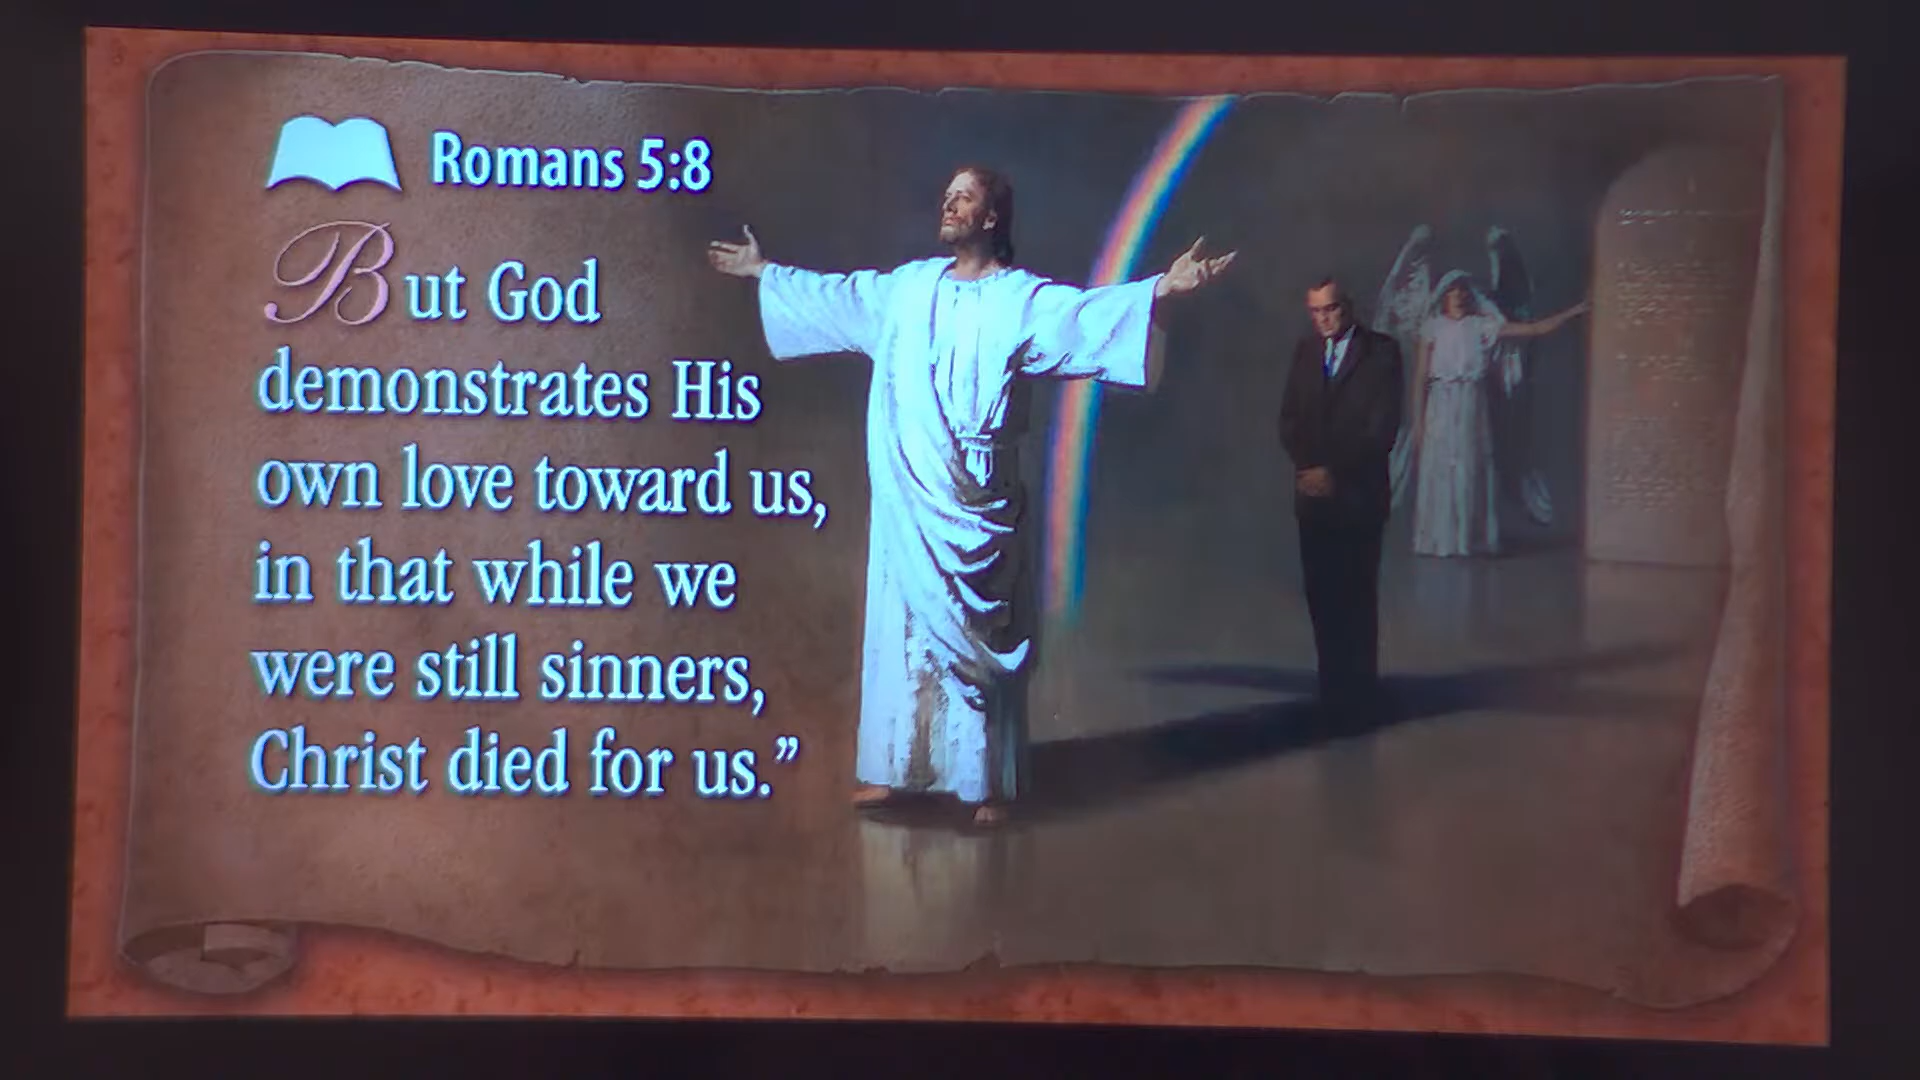 Romans 5:8
But God
demonstrates His
own love toward us,
in that while we
were still sinners,
Christ died for us.”